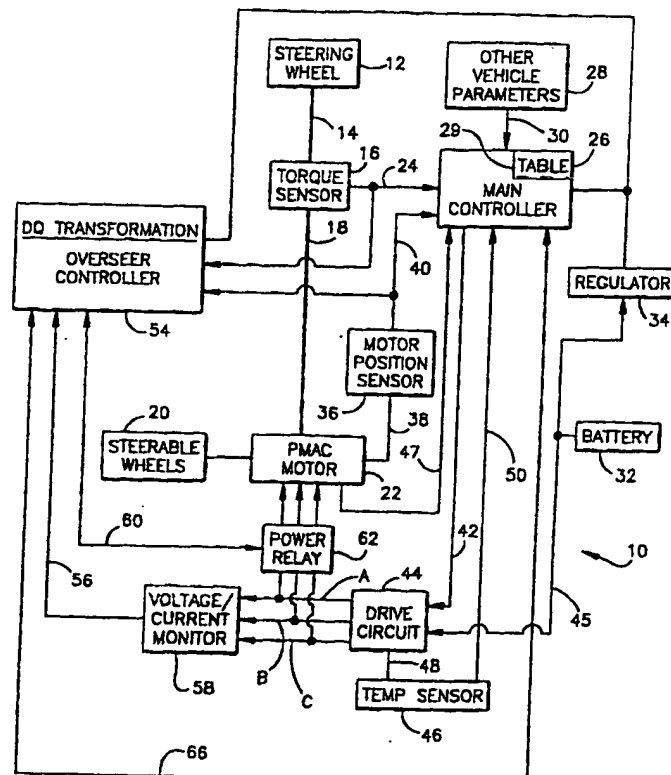 STEERING
WHEEL
12
OTHER
VEHICLE
PARAMETERS
28
14
30
29
16
24
TABLE
26
TORQUE
SENSOR
MAIN
CONTROLLER
18
DQ TRANSFORMATION
OVERSEER
CONTROLLER
40
REGULATOR
34
54
MOTOR
POSITION
SENSOR
36
38
20
STEERABLE
WHEELS
PMAC
MOTOR
22
47
50
BATTERY
32
60
POWER
RELAY
62
42
10
56
A
44
45
VOLTAGE/
CURRENT
MONITOR
DRIVE
CIRCUIT
58
B
C
48
TEMP SENSOR
46
66